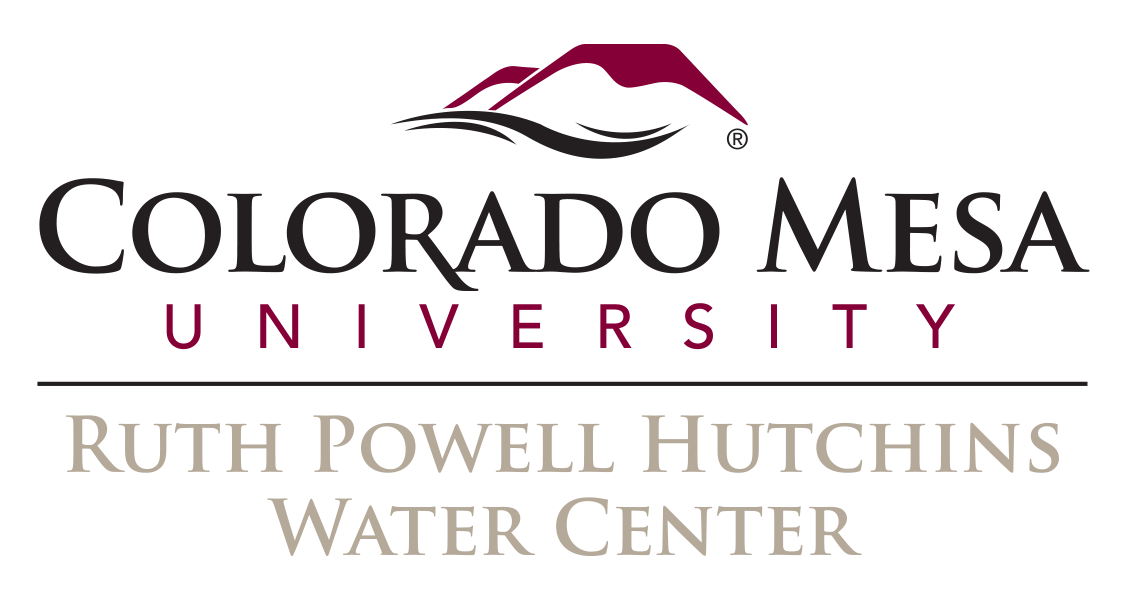 ®
COLORADO MESA
UNIVERSITY
RUTH POWELL HUTCHINS
WATER CENTER